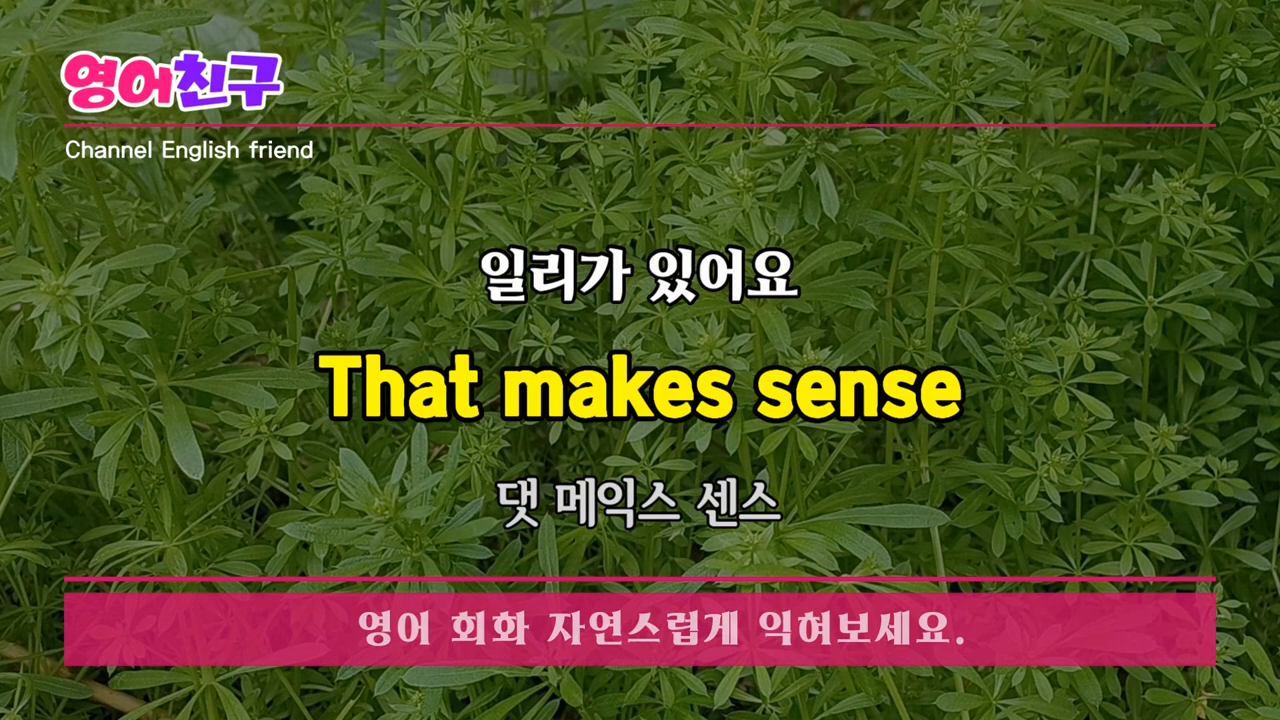 영어친구
Channel English friend
일리가 있어요
That makes sense
댓 메익스 센스
영어 회화 자연스럽게 익혀보세요.